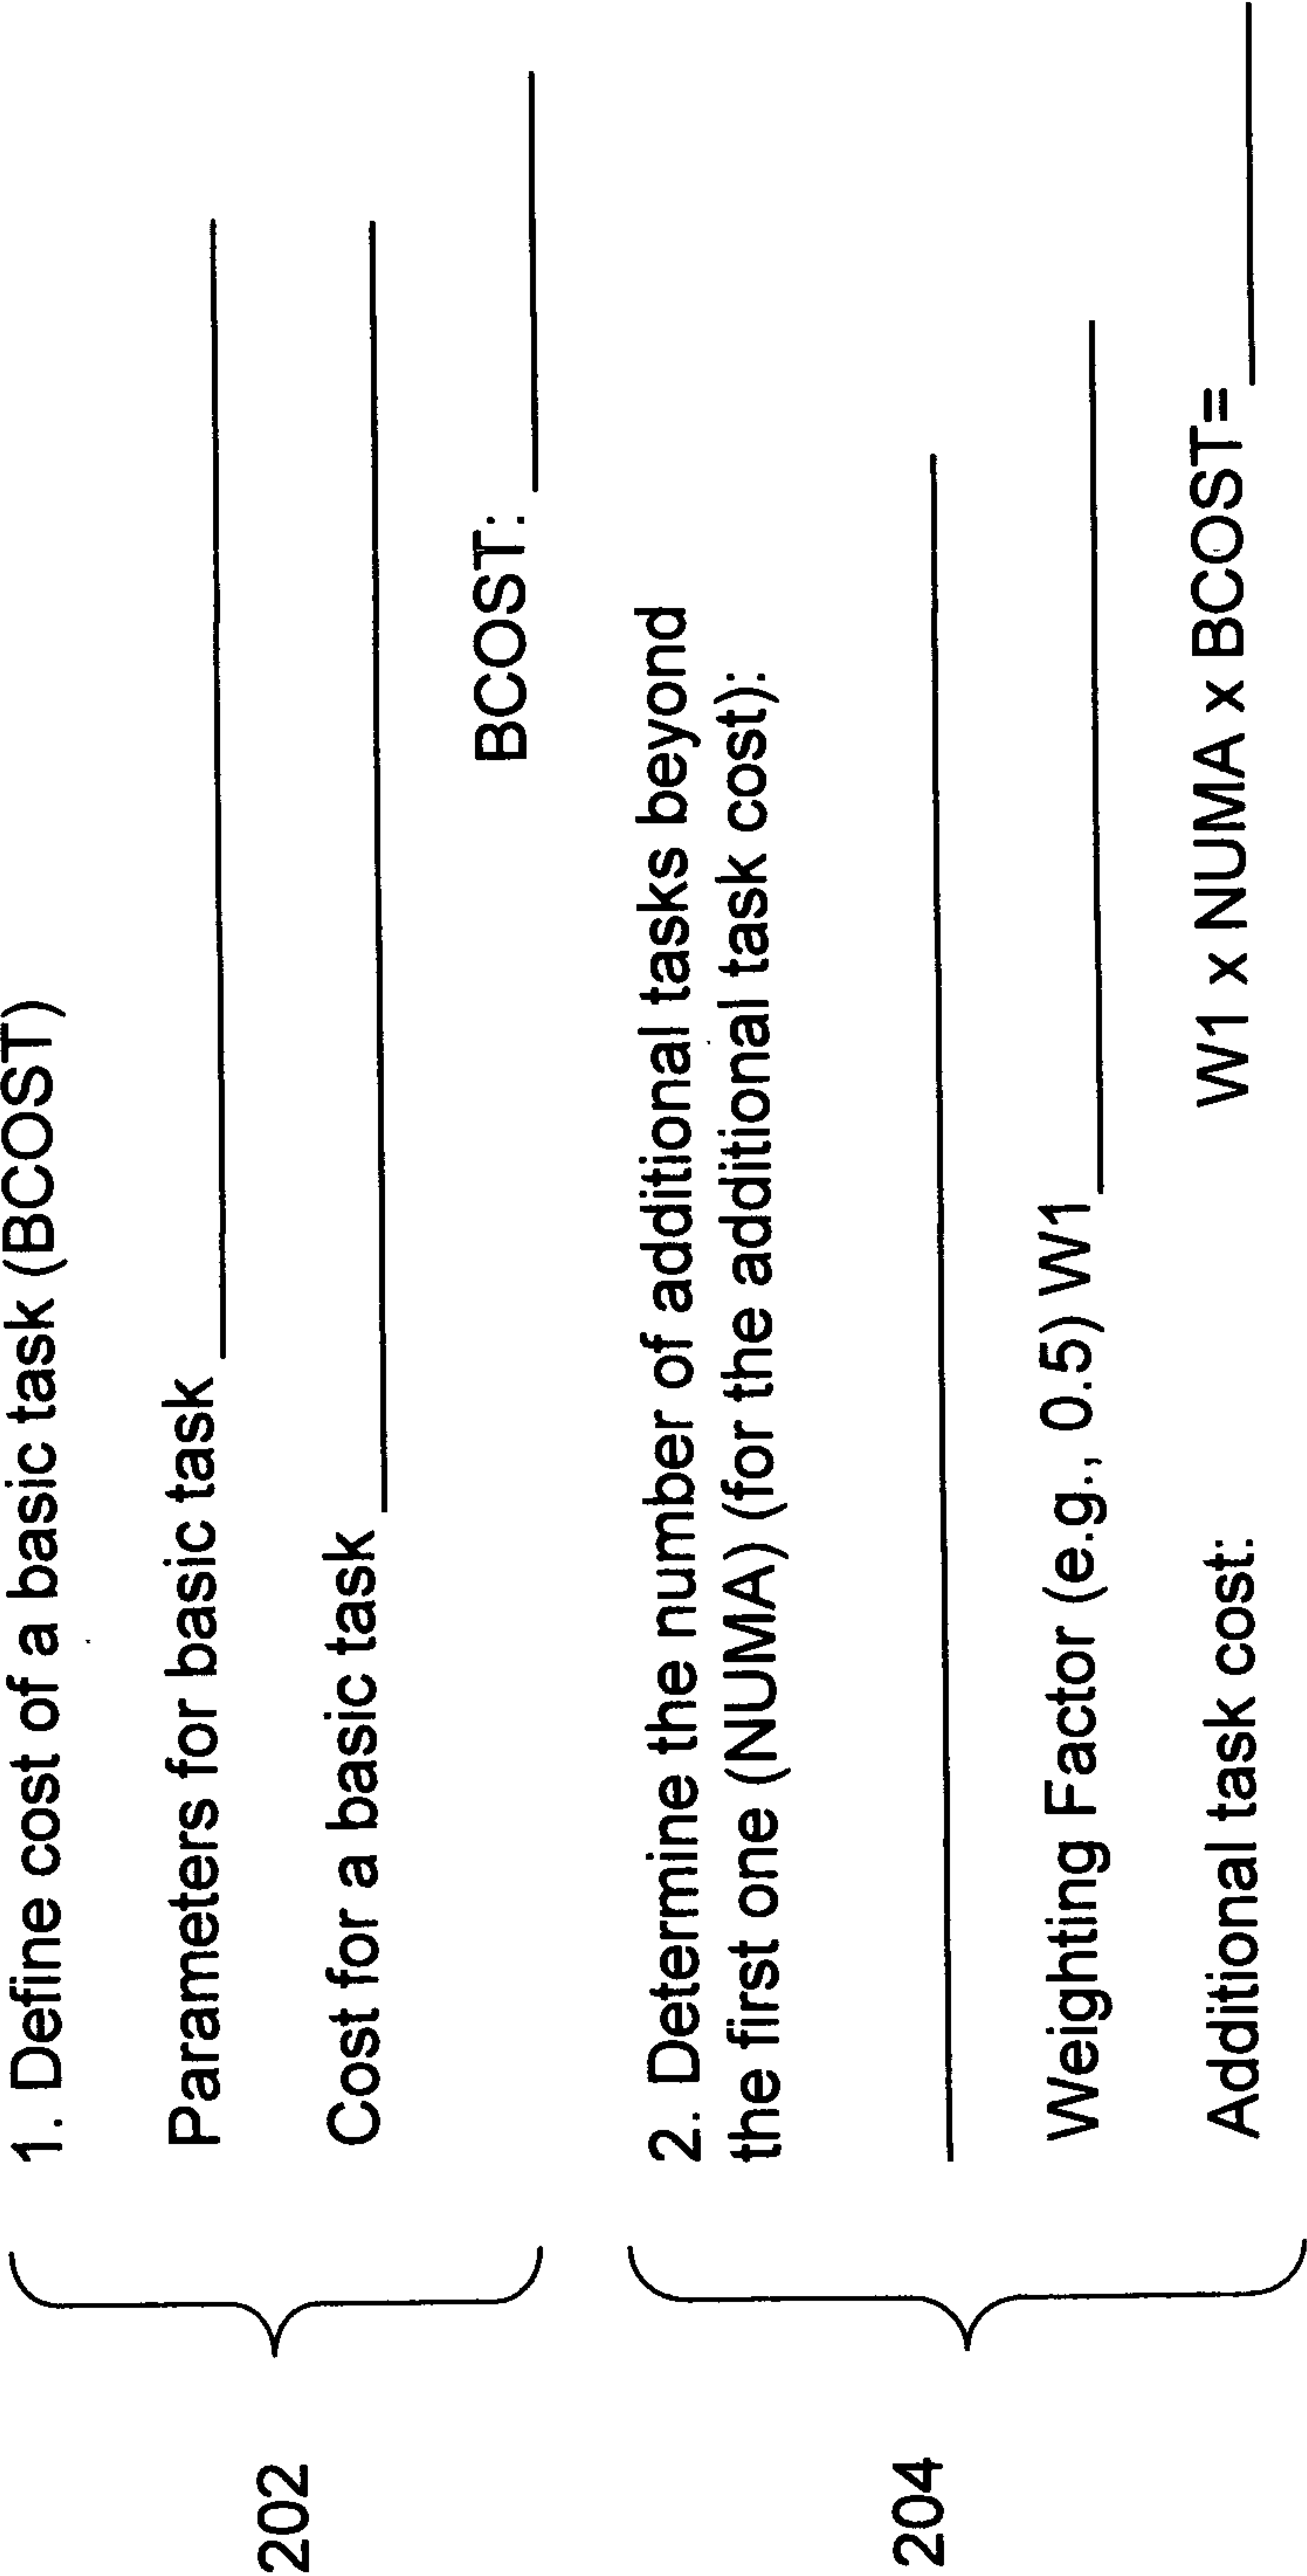 202
1. Define cost of a basic task (BCOST)
Parameters for basic task
Cost for a basic task
BCOST:
204
2. Determine the number of additional tasks beyond
the first one (NUMA) (for the additional task cost):
Weighting Factor (e.g., 0.5) W1
Additional task cost: W1 x NUMA x BCOST=